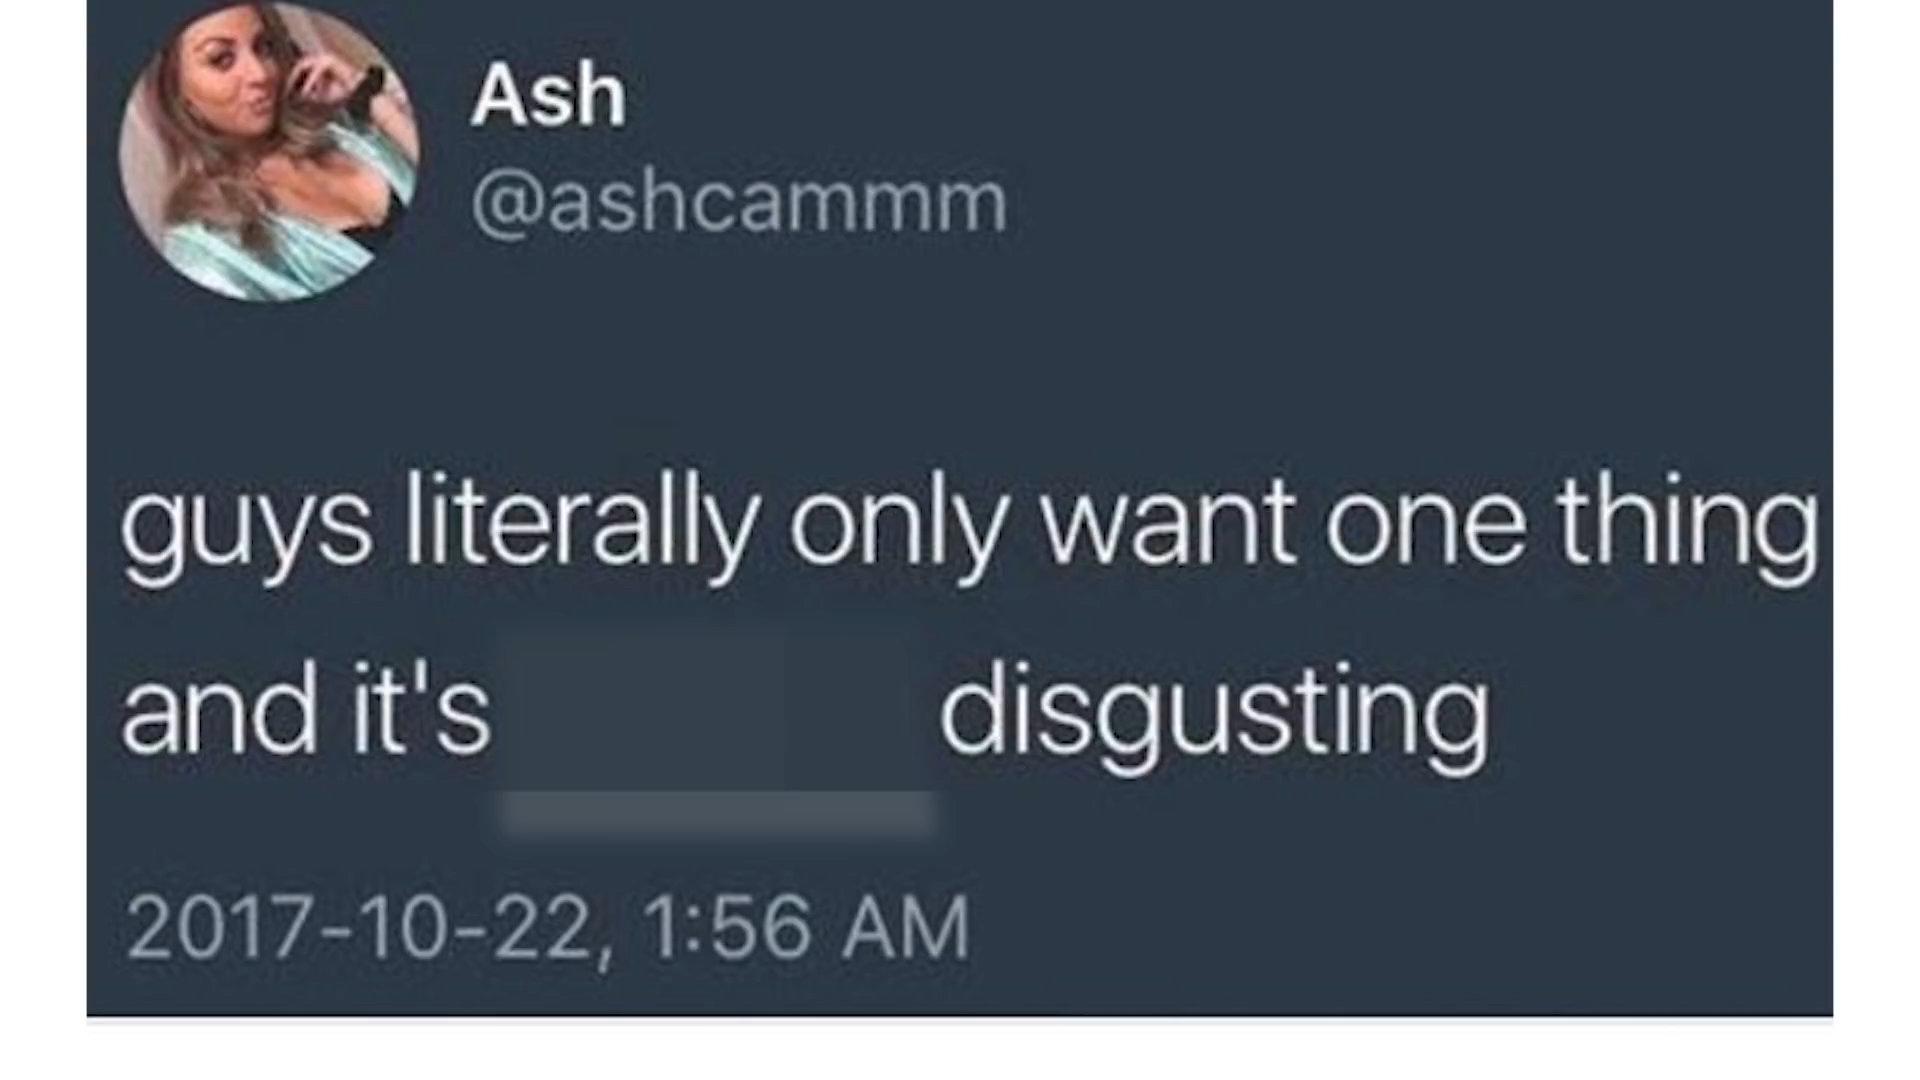 Ash
@ashcammm
guys literally only want one thing
and it's disgusting
2017-10-22, 1:56 AM